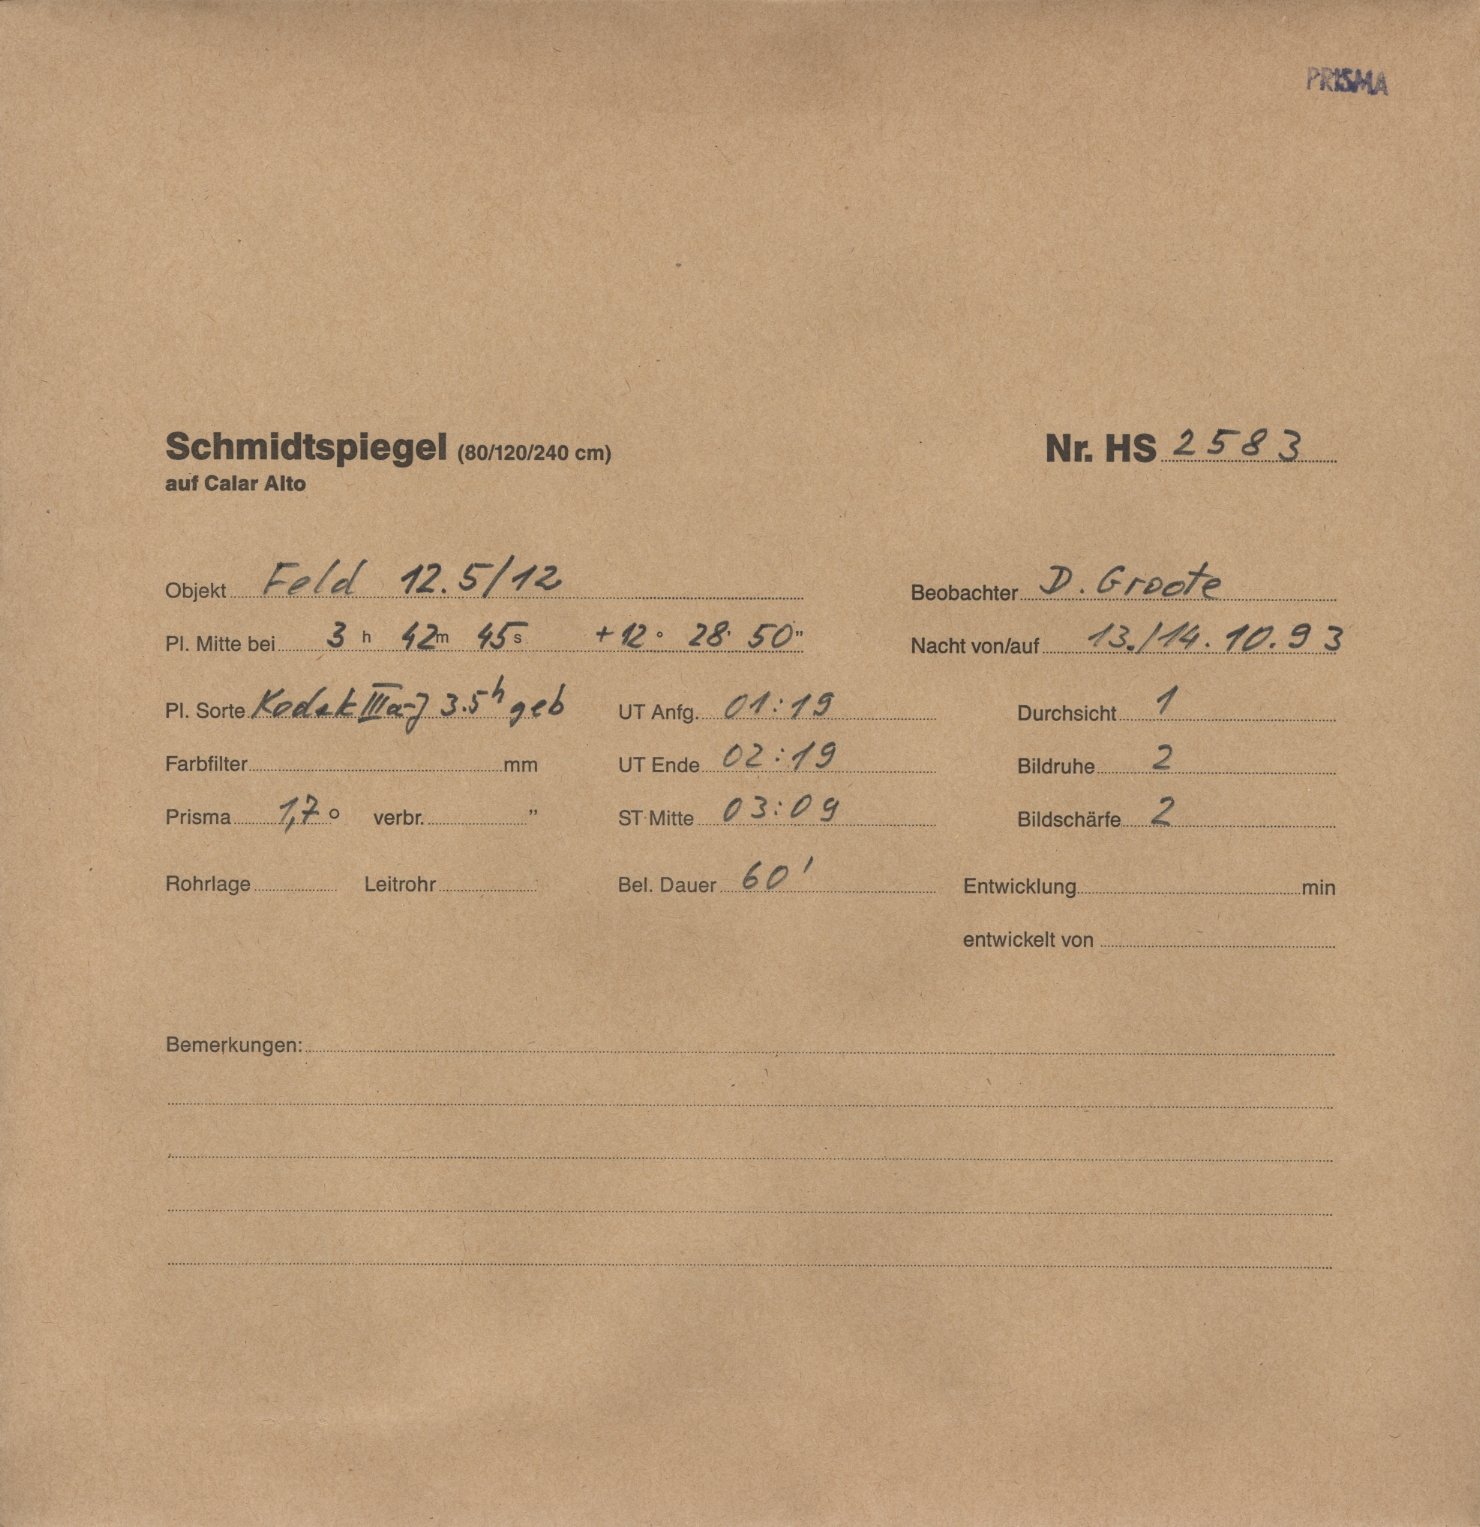 PRISMA
Schmidtspiegel (80/120/240 cm) Nr. HS 2583
auf Calar Alto
Objekt Feld 12.5/12 Beobachter D. Groote
Pl. Mitte bei 3 h 42 m 45 s +12 ° 28 ' 50 " Nacht von/auf 13./14. 10. 93
Pl. Sorte Kodak IIIa-J 3.5h geb UT Anfg. 01:19 Durchsicht 1
Farbfilter mm UT Ende 02:19 Bildruhe 2
Prisma 1,7 ° verbr. " ST Mitte 03:09 Bildschärfe 2
Rohrlage Leitrohr Bel. Dauer 60' Entwicklung min
entwickelt von
Bemerkungen: